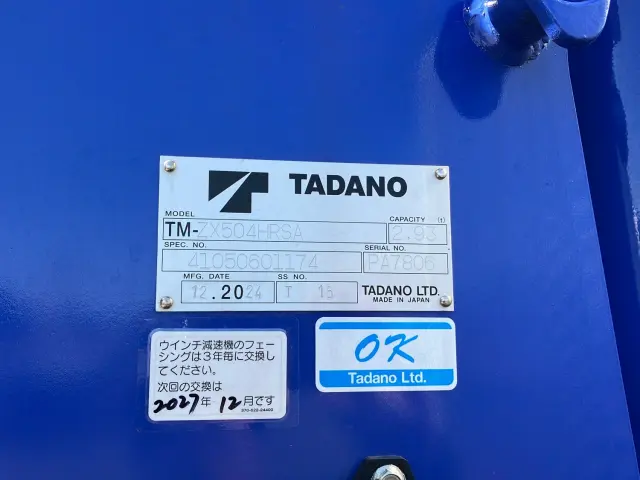 TADANO
MODEL
CAPACITY (t)
TM-ZX504HRSA 2.93
SPEC. NO. SERIAL NO.
41050601174 PA7806
MFG. DATE SS NO.
12.2024 T 15 TADANO LTD.
MADE IN JAPAN
ウインチ減速機のフェー
シングは3年毎に交換し
てください。
次回の交換は
2027年 12月です
OK
Tadano Ltd.